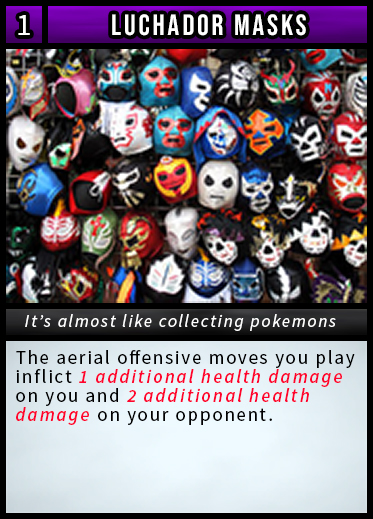 1
LUCHADOR MASKS
It's almost like collecting pokemons
The aerial offensive moves you play
inflict 1 additional health damage
on you and 2 additional health
damage on your opponent.